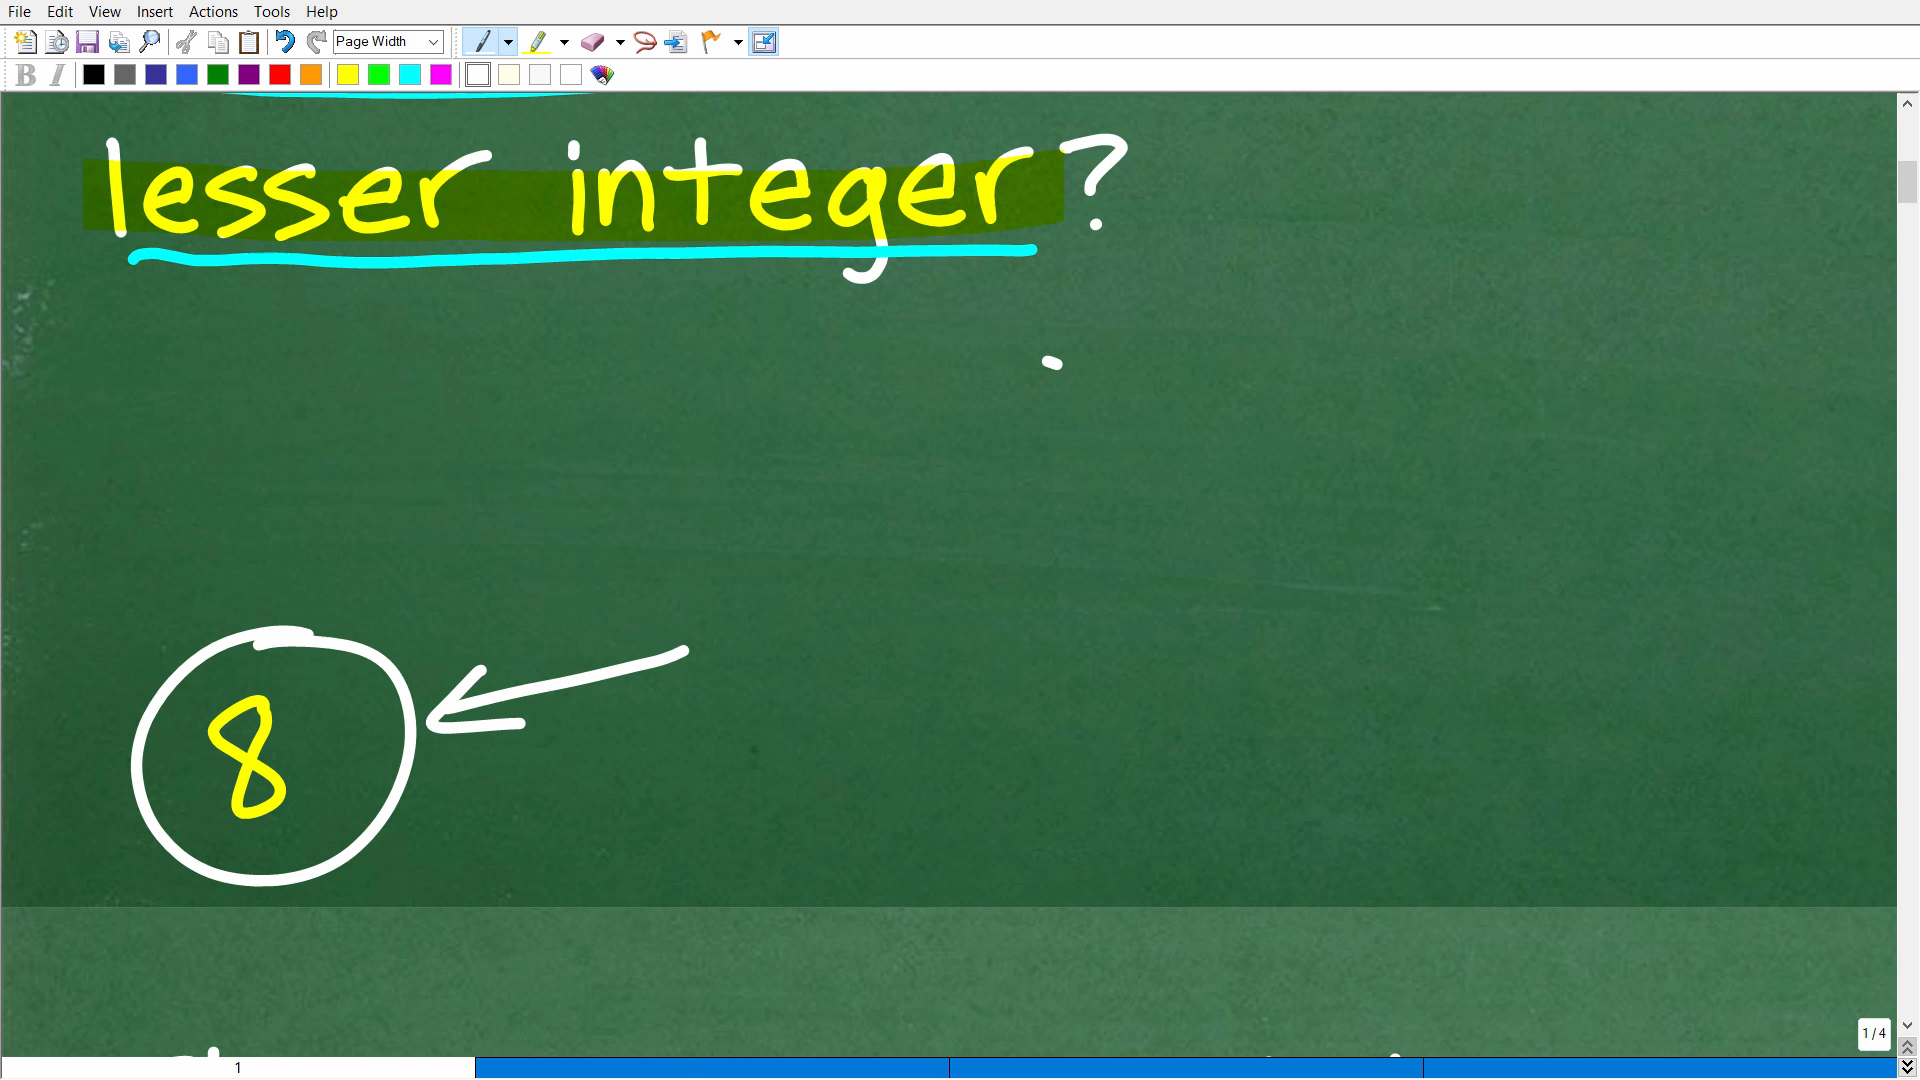 File Edit View Insert Actions Tools Help
Page Width
B I
lesser integer?
8
1 / 4
1